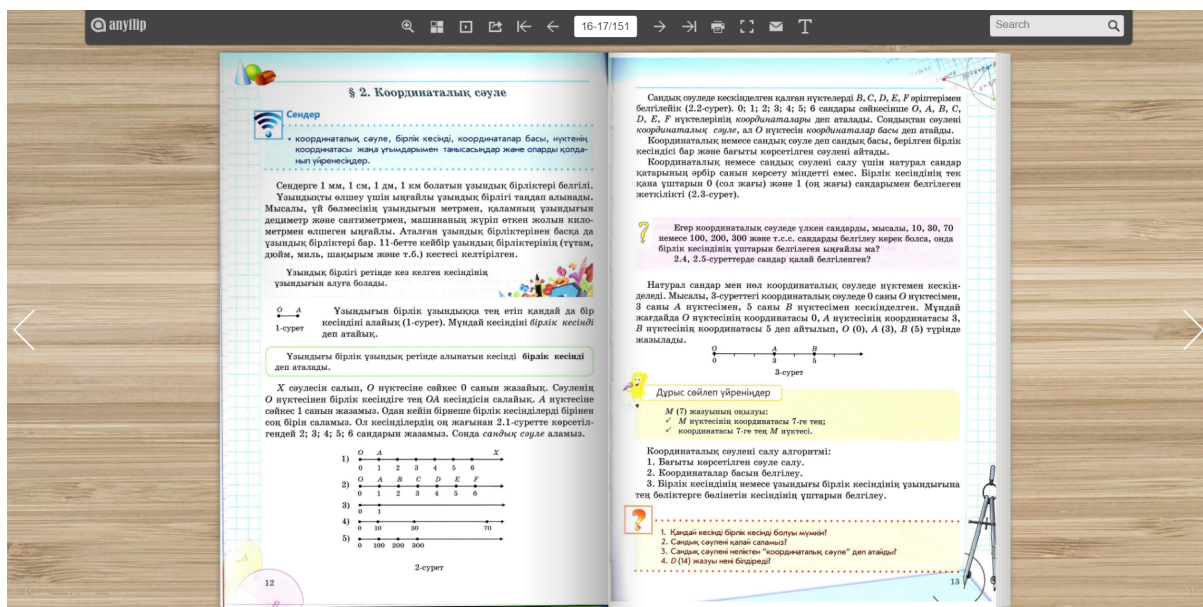 anyflip
16-17/151
Search
§ 2. Координаталық сәуле
Сендер
• координаталық сәуле, бірлік кесінді, координаталар басы, нүктенің
координатасы жаңа ұғымдарымен танысасыңдар және оларды қолда-
нып үйренесіңдер.
Сендерге 1 мм, 1 см, 1 дм, 1 км болатын ұзындық бірліктері белгілі.
Ұзындықты өлшеу үшін ыңғайлы ұзындық бірлігі таңдап алынады.
Мысалы, үй бөлмесінің ұзындығын метрмен, қаламның ұзындығын
дециметр және сантиметрмен, машинаның жүріп өткен жолын кило-
метрмен өлшеген ыңғайлы. Аталған ұзындық бірліктерінен басқа да
ұзындық бірліктері бар. 11-бетте кейбір ұзындық бірліктерінің (тұтам,
дюйм, миль, шақырым және т.б.) кестесі келтірілген.
Ұзындық бірлігі ретінде кез келген кесіндінің
ұзындығын алуға болады.
O A
1-сурет
Ұзындығын бірлік ұзындыққа тең етіп қандай да бір
кесіндіні алайық (1-сурет). Мұндай кесіндіні бірлік кесінді
деп атайық.
Ұзындығы бірлік ұзындық ретінде алынатын кесінді бірлік кесінді
деп аталады.
X сәулесін салып, O нүктесіне сәйкес 0 санын жазайық. Сәуленің
O нүктесінен бірлік кесіндіге тең OA кесіндісін салайық. A нүктесіне
сәйкес 1 санын жазамыз. Одан кейін бірнеше бірлік кесінділерді бірінен
соң бірін саламыз. Ол кесінділердің оң жағынан 2.1-суретте көрсетіл-
гендей 2; 3; 4; 5; 6 сандарын жазамыз. Сонда сандық сәуле аламыз.
O A X
1)
0 1 2 3 4 5 6
O A B C D E F
2)
0 1 2 3 4 5 6
3)
0 1
4)
0 10 30 70
5)
0 100 200 300
2-сурет
12
Сандық сәуледе кескінделген қалған нүктелерді B, C, D, E, F әріптерімен
белгілейік (2.2-сурет). 0; 1; 2; 3; 4; 5; 6 сандары сәйкесінше O, A, B, C,
D, E, F нүктелерінің координаталары деп аталады. Сондықтан сәулені
координаталық сәуле, ал O нүктесін координаталар басы деп атайды.
Координаталық немесе сандық сәуле деп сандық басы, берілген бірлік
кесіндісі бар және бағыты көрсетілген сәулені айтады.
Координаталық немесе сандық сәулені салу үшін натурал сандар
қатарының әрбір санын көрсету міндетті емес. Бірлік кесіндінің тек
қана ұштарын 0 (сол жағы) және 1 (оң жағы) сандарымен белгілеген
жеткілікті (2.3-сурет).
Егер координаталық сәуледе үлкен сандарды, мысалы, 10, 30, 70
немесе 100, 200, 300 және т.с.с. сандарды белгілеу керек болса, онда
бірлік кесіндінің ұштарын белгілеген ыңғайлы ма?
2.4, 2.5-суреттерде сандар қалай белгіленген?
Натурал сандар мен нөл координаталық сәуледе нүктемен кескін-
деледі. Мысалы, 3-суреттегі координаталық сәуледе 0 саны O нүктесімен,
3 саны A нүктесімен, 5 саны B нүктесімен кескінделген. Мұндай
жағдайда O нүктесінің координатасы 0, A нүктесінің координатасы 3,
B нүктесінің координатасы 5 деп айтылып, O (0), A (3), B (5) түрінде
жазылады.
O A B
0 3 5
3-сурет
Дұрыс сөйлеп үйреніңдер
M (7) жазуының оқылуы:
✓ M нүктесінің координатасы 7-ге тең;
✓ координатасы 7-ге тең M нүктесі.
Координаталық сәулені салу алгоритмі:
1. Бағыты көрсетілген сәуле салу.
2. Координаталар басын белгілеу.
3. Бірлік кесіндінің немесе ұзындығы бірлік кесіндінің ұзындығына
тең бөліктерге бөлінетін кесіндінің ұштарын белгілеу.
1. Қандай кесінді бірлік кесінді болуы мүмкін?
2. Сандық сәулені қалай саламыз?
3. Сандық сәулені неліктен "координаталық сәуле" деп атайды?
4. D (14) жазуы нені білдіреді?
13